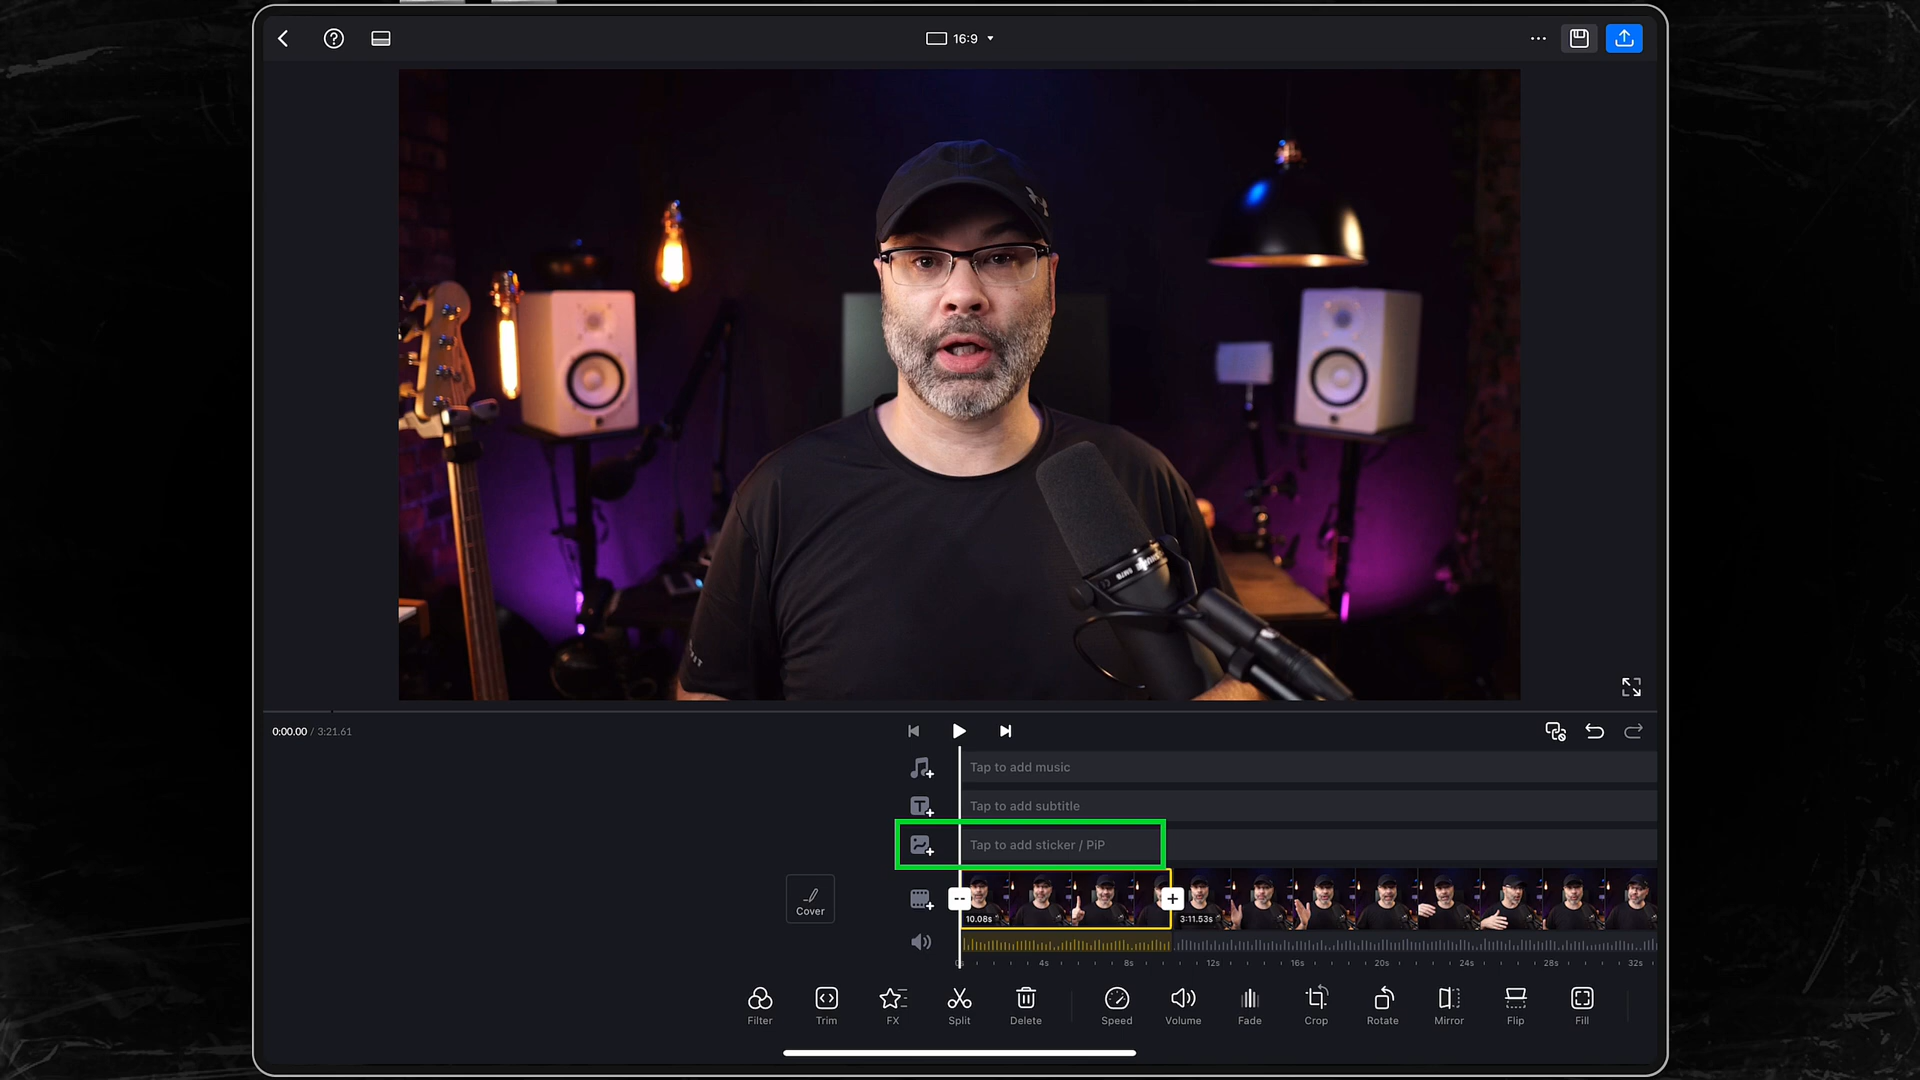 16:9
0:00.00 / 3:21.61
Tap to add music
Tap to add subtitle
Tap to add sticker / PiP
Cover
10.08s
3:11.53s
4s 8s 12s 16s 20s 24s 28s 32s
Filter Trim FX Split Delete Speed Volume Fade Crop Rotate Mirror Flip Fill